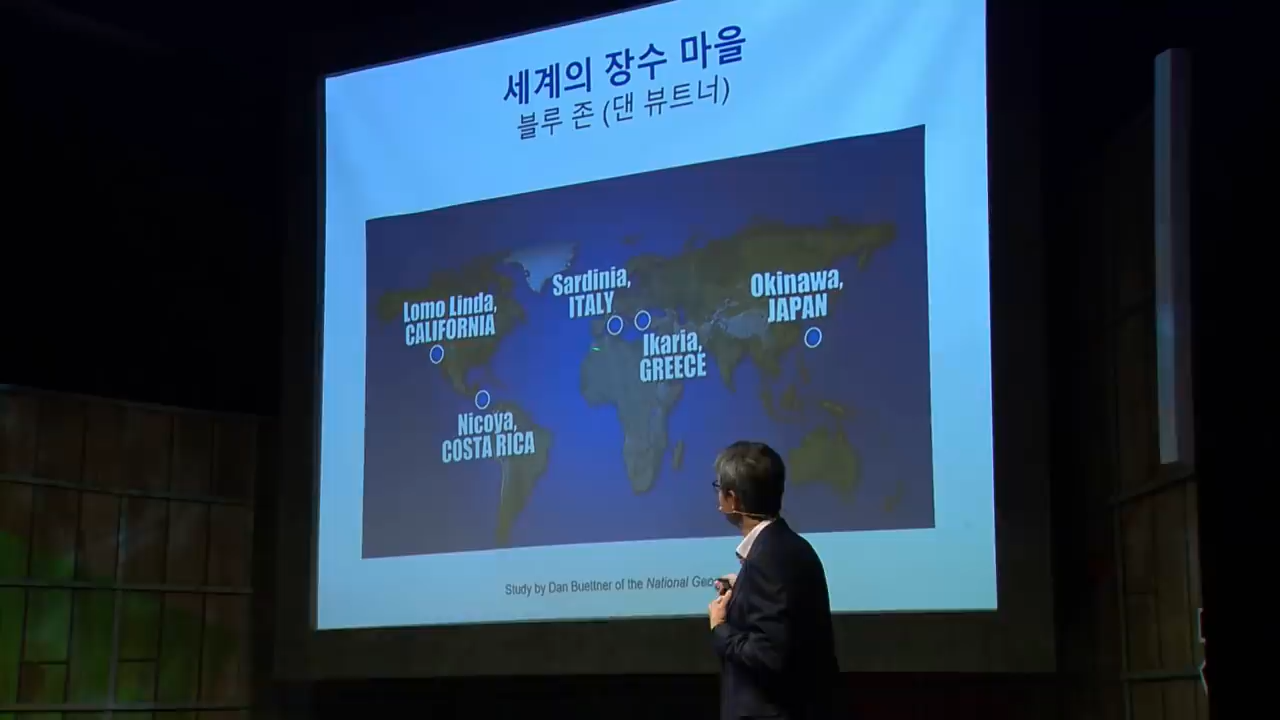 세계의 장수 마을
블루 존 (댄 뷰트너)
Lomo Linda,
CALIFORNIA
Sardinia,
ITALY
Okinawa,
JAPAN
Ikaria,
GREECE
Nicoya,
COSTA RICA
Study by Dan Buettner of the National